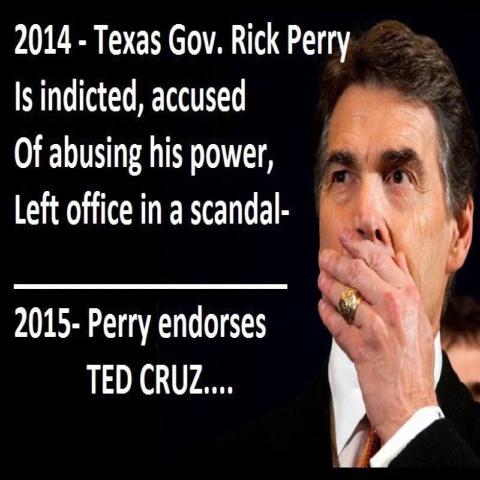 2014 - Texas Gov. Rick Perry
Is indicted, accused
Of abusing his power,
Left office in a scandal-
2015- Perry endorses
TED CRUZ....